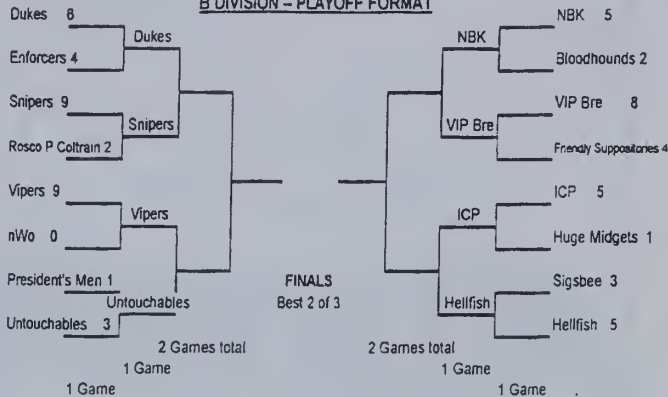 B DIVISION – PLAYOFF FORMAT
Dukes 6
Dukes
Enforcers 4
Snipers 9
Snipers
Rosco P Coltrain 2
Vipers 9
Vipers
nWo 0
President's Men 1
Untouchables
Untouchables 3
2 Games total
1 Game
1 Game
FINALS
Best 2 of 3
NBK 5
NBK
Bloodhounds 2
VIP Bre 8
VIP Bre
Friendly Suppositories 4
ICP 5
ICP
Huge Midgets 1
Sigsbee 3
Hellfish
Hellfish 5
2 Games total
1 Game
1 Game